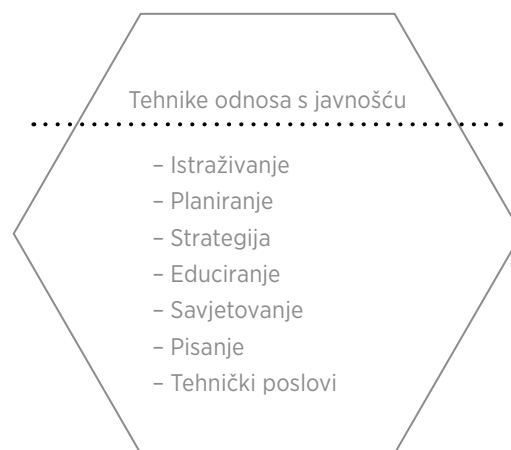 Tehnike odnosa s javnošću
– Istraživanje
– Planiranje
– Strategija
– Educiranje
– Savjetovanje
– Pisanje
– Tehnički poslovi